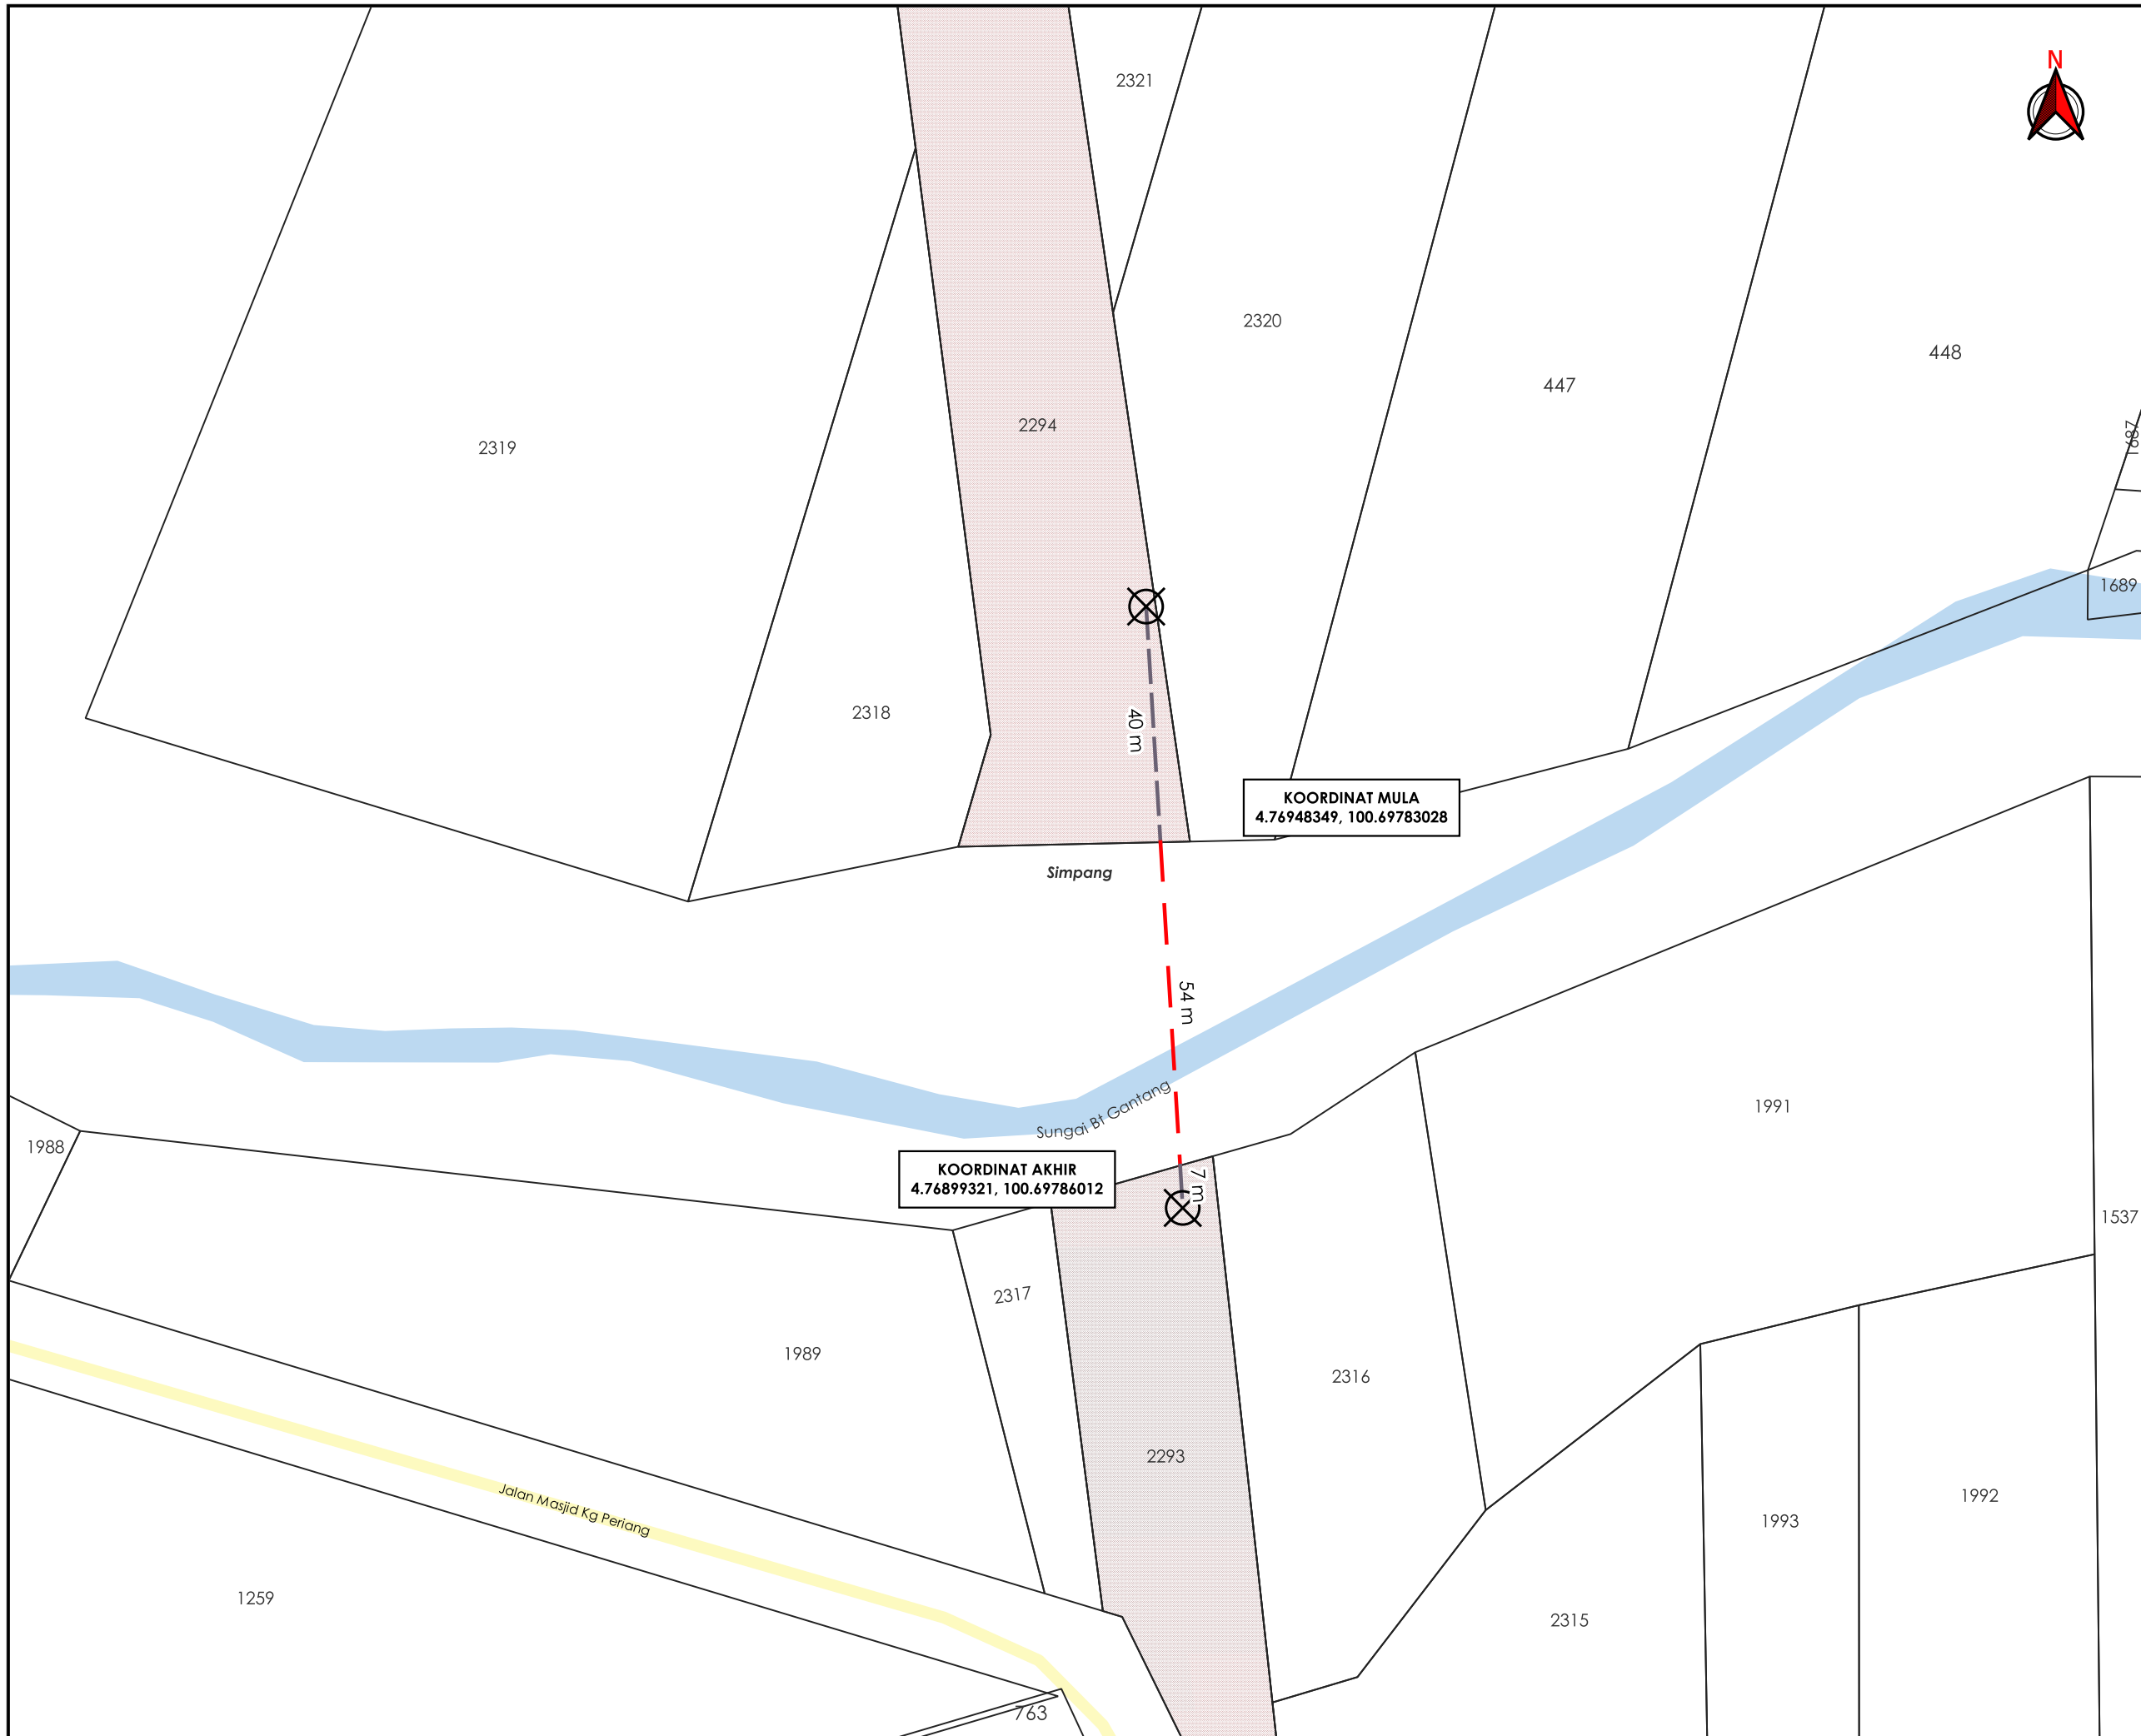 N
2321
2320
448
447
1687
2294
2319
1689
2318
40 m
KOORDINAT MULA
4.76948349, 100.69783028
Simpang
54 m
Sungai Bt Gantang
1991
1988
KOORDINAT AKHIR
4.76899321, 100.69786012
7 m
1537
2317
1989
2316
2293
Jalan Masjid Kg Periang
1992
1993
1259
2315
763